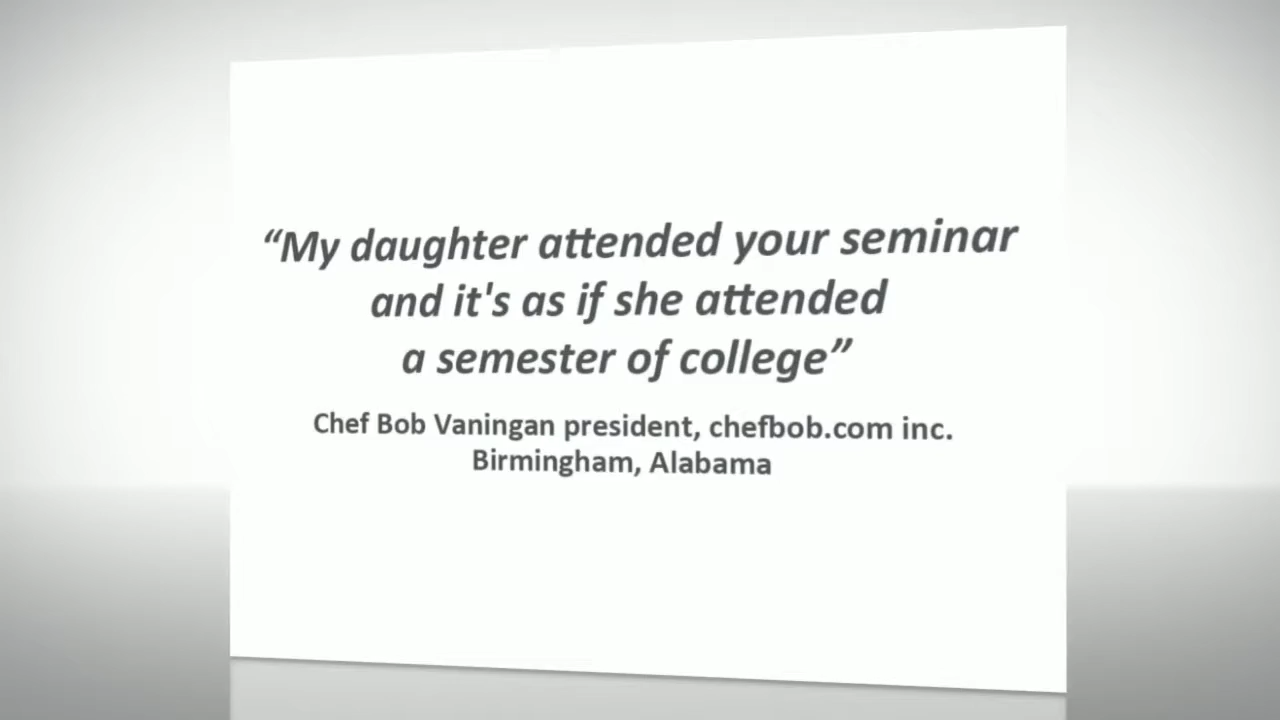 “My daughter attended your seminar
and it's as if she attended
a semester of college”
Chef Bob Vaningan president, chefbob.com inc.
Birmingham, Alabama